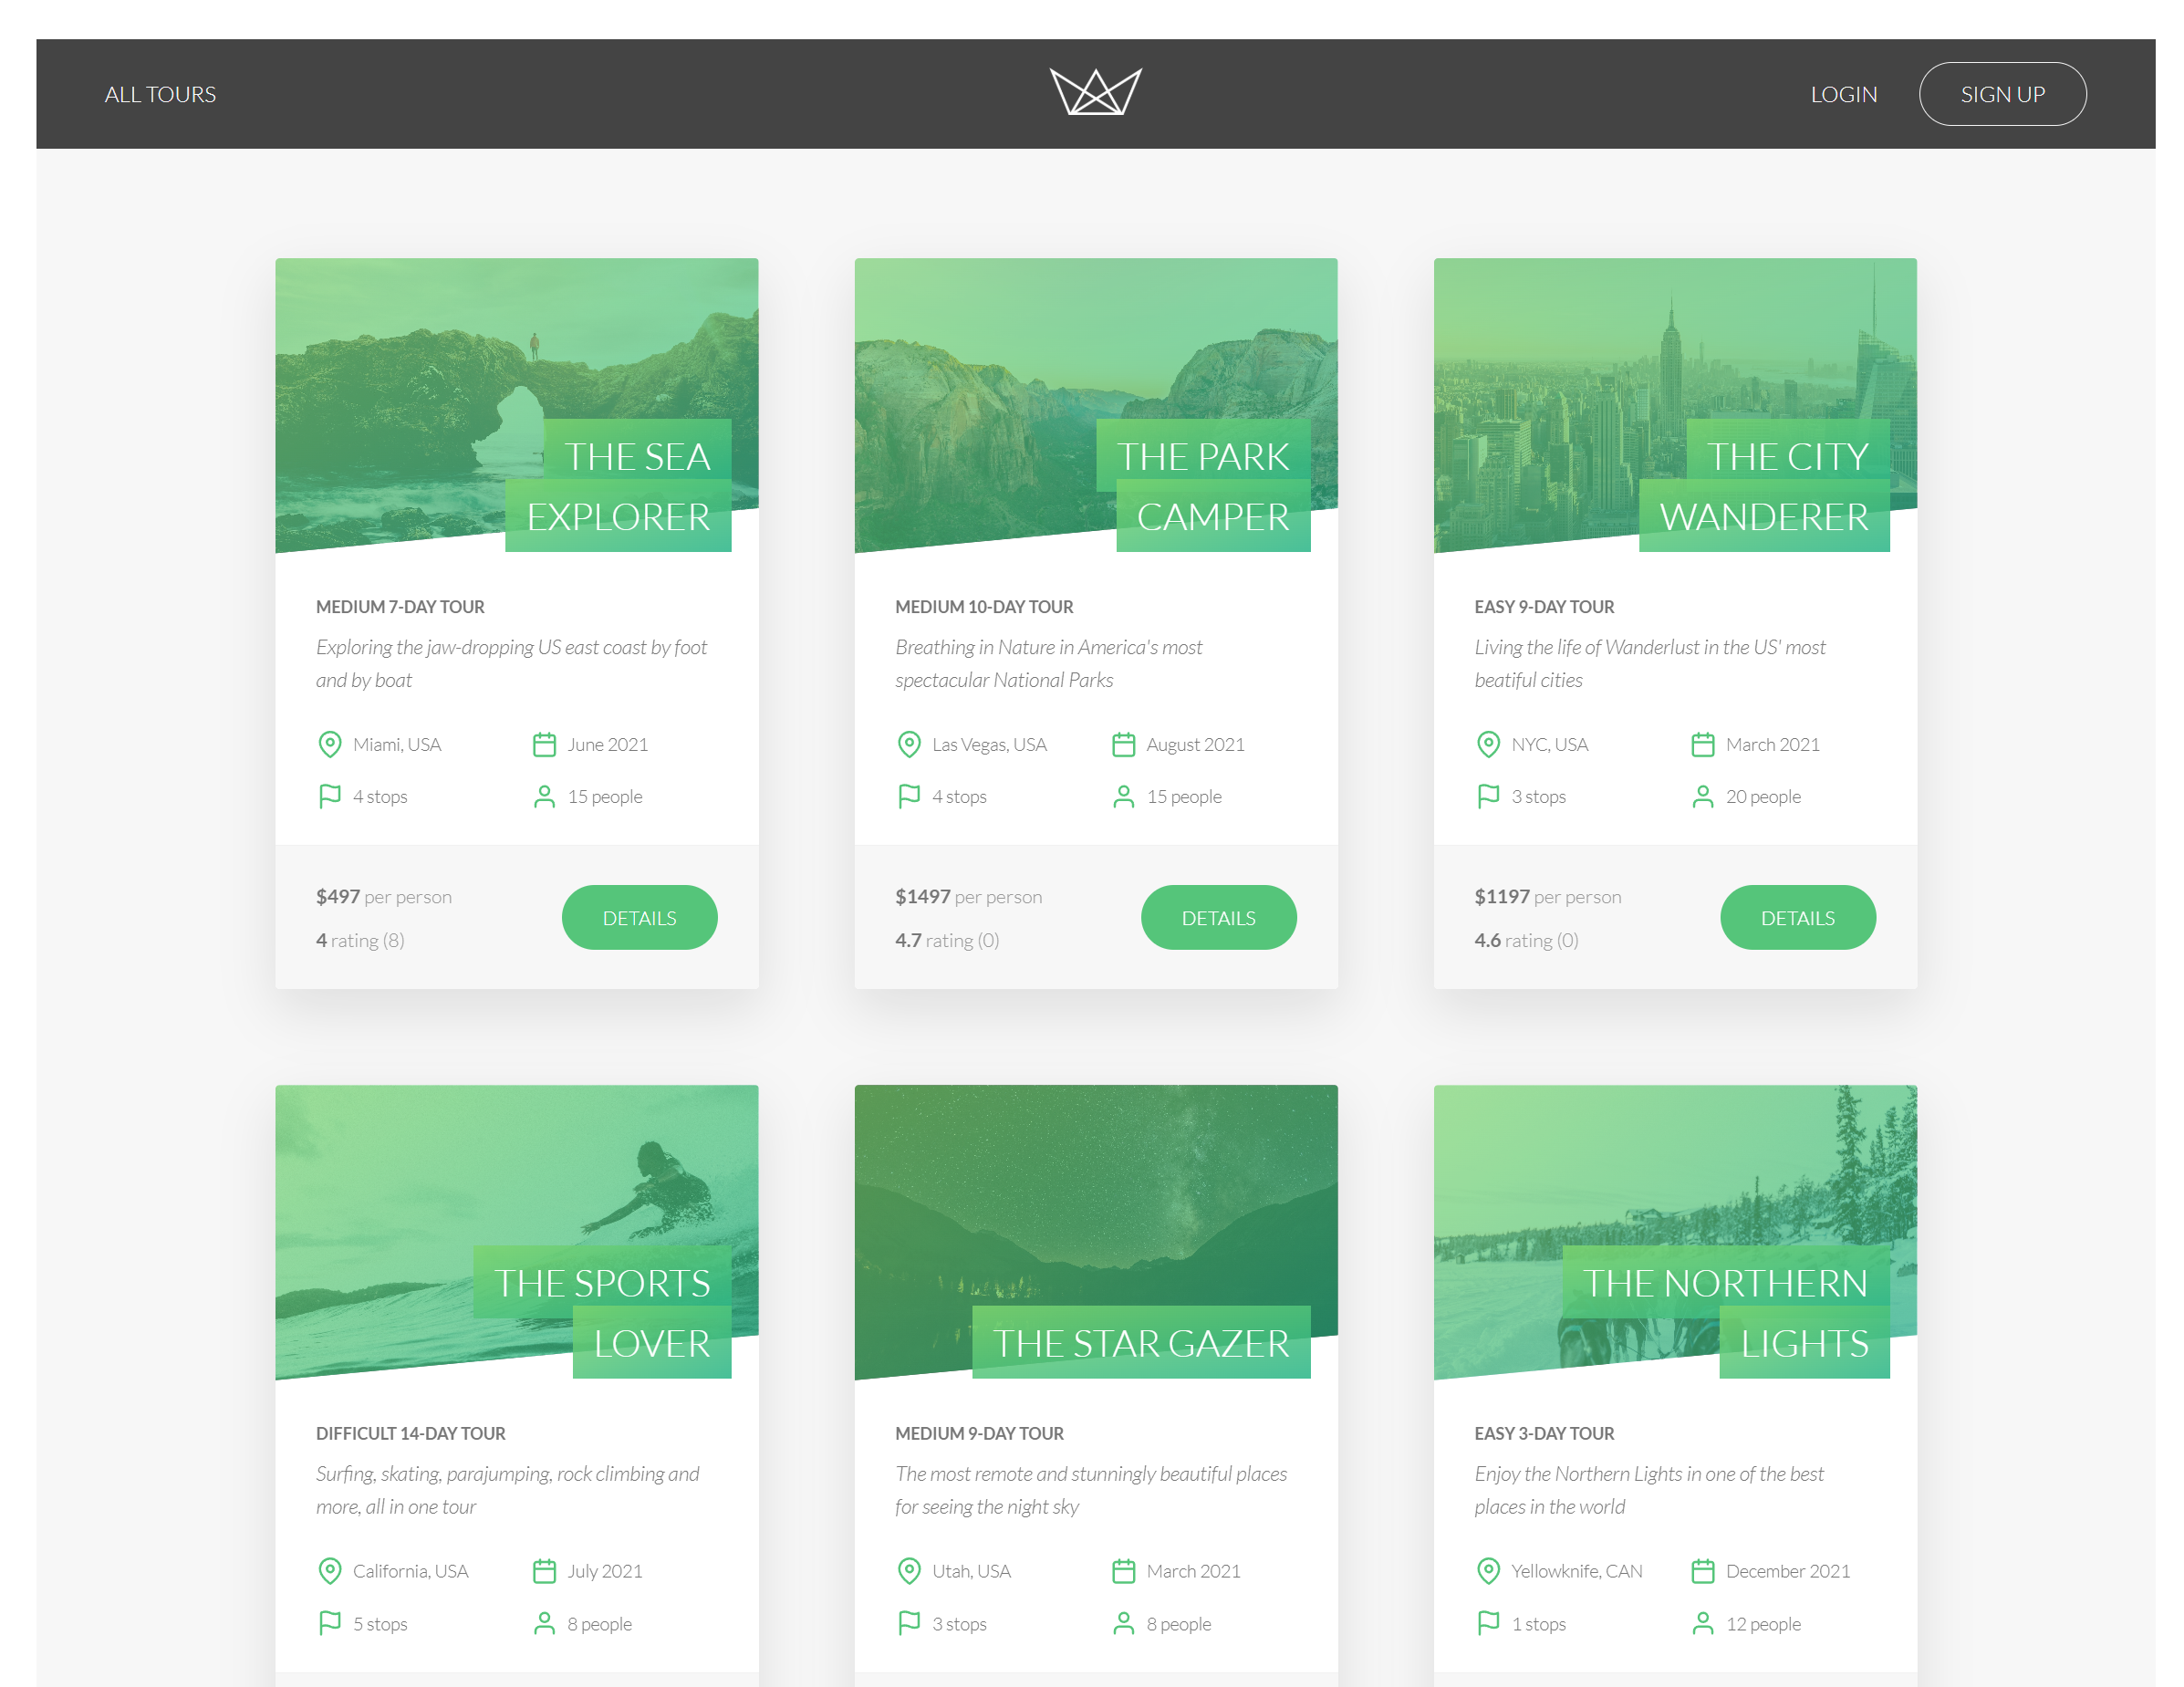 ALL TOURS
LOGIN
SIGN UP
THE SEA
EXPLORER
MEDIUM 7-DAY TOUR
Exploring the jaw-dropping US east coast by foot
and by boat
Miami, USA
June 2021
4 stops
15 people
$497 per person
4 rating (8)
DETAILS
THE PARK
CAMPER
MEDIUM 10-DAY TOUR
Breathing in Nature in America's most
spectacular National Parks
Las Vegas, USA
August 2021
4 stops
15 people
$1497 per person
4.7 rating (0)
DETAILS
THE CITY
WANDERER
EASY 9-DAY TOUR
Living the life of Wanderlust in the US' most
beatiful cities
NYC, USA
March 2021
3 stops
20 people
$1197 per person
4.6 rating (0)
DETAILS
THE SPORTS
LOVER
DIFFICULT 14-DAY TOUR
Surfing, skating, parajumping, rock climbing and
more, all in one tour
California, USA
July 2021
5 stops
8 people
THE STAR GAZER
MEDIUM 9-DAY TOUR
The most remote and stunningly beautiful places
for seeing the night sky
Utah, USA
March 2021
3 stops
8 people
THE NORTHERN
LIGHTS
EASY 3-DAY TOUR
Enjoy the Northern Lights in one of the best
places in the world
Yellowknife, CAN
December 2021
1 stops
12 people